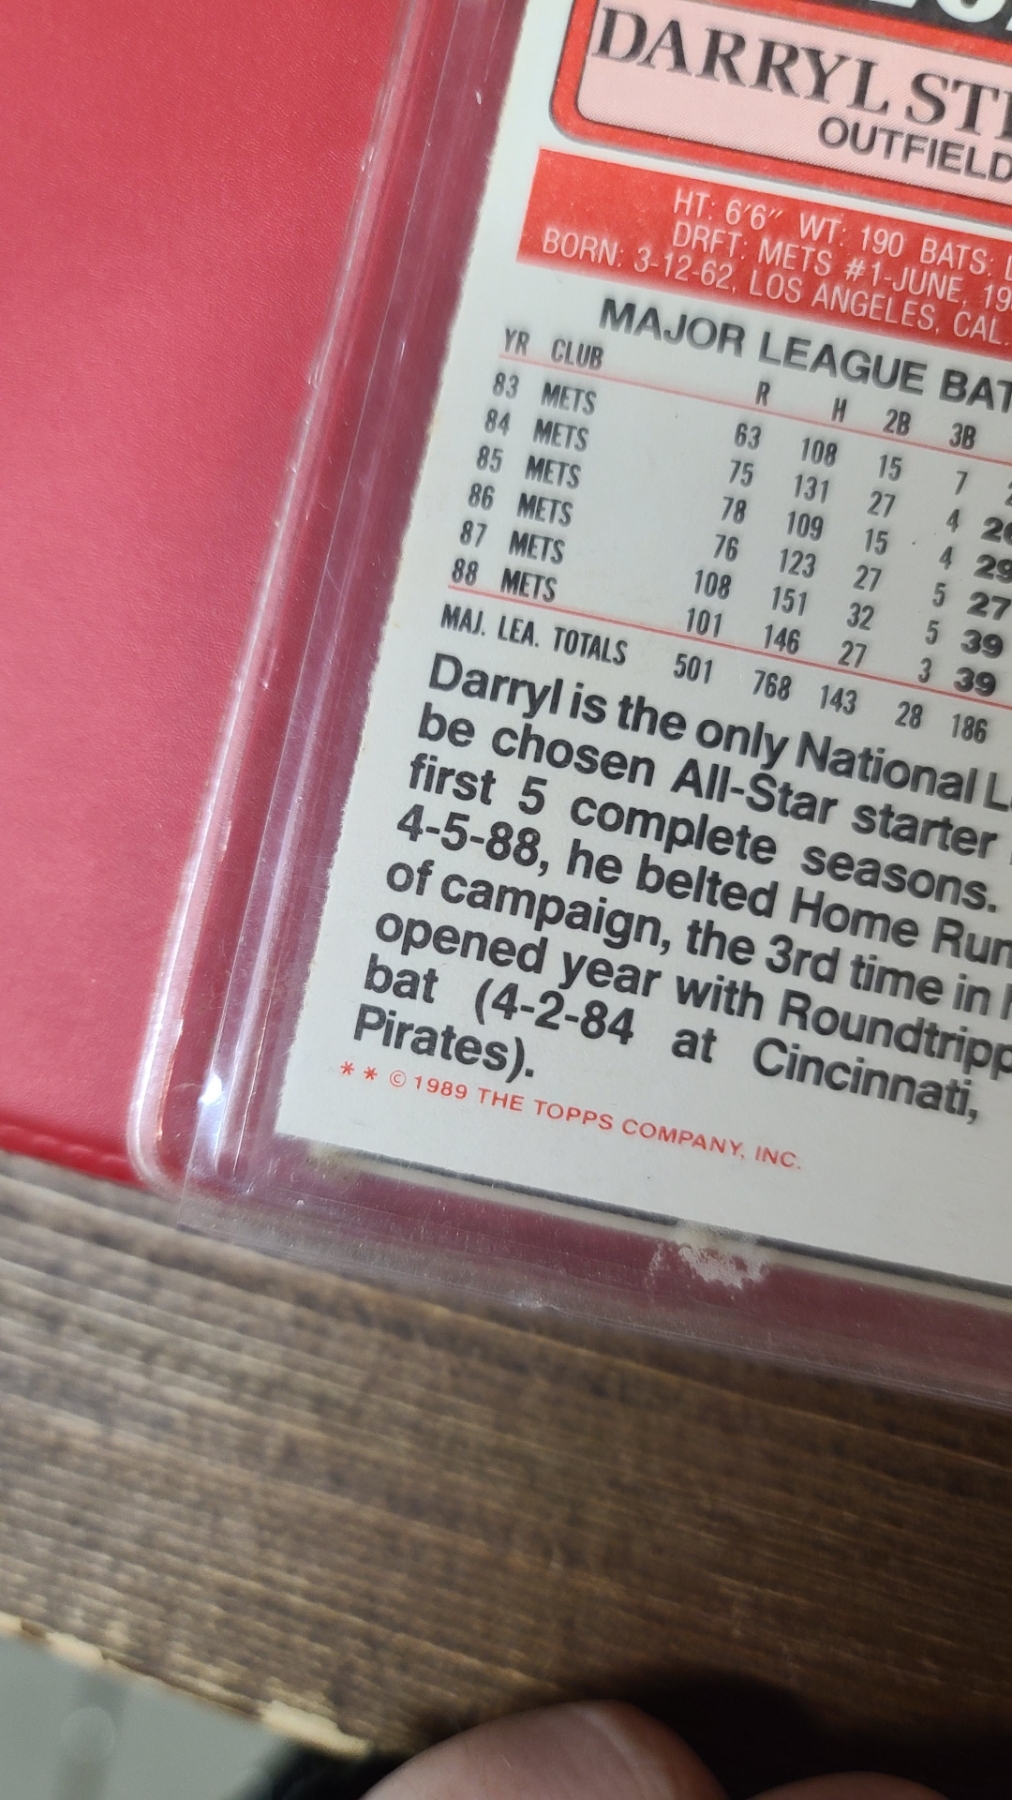 DARRYL ST
OUTFIELD
HT: 6'6" WT: 190 BATS:
DRFT: METS #1-JUNE, 19
BORN: 3-12-62, LOS ANGELES, CAL.
MAJOR LEAGUE BAT
YR CLUB R H 2B 3B
83 METS 63 108 15 7
84 METS 75 131 27 4 26
85 METS 78 109 15 4 29
86 METS 76 123 27 5 27
87 METS 108 151 32 5 39
88 METS 101 146 27 3 39
MAJ. LEA. TOTALS 501 768 143 28 186
Darryl is the only National L
be chosen All-Star starter
first 5 complete seasons.
4-5-88, he belted Home Run
of campaign, the 3rd time in
opened year with Roundtripp
bat (4-2-84 at Cincinnati,
Pirates).
* * © 1989 THE TOPPS COMPANY, INC.